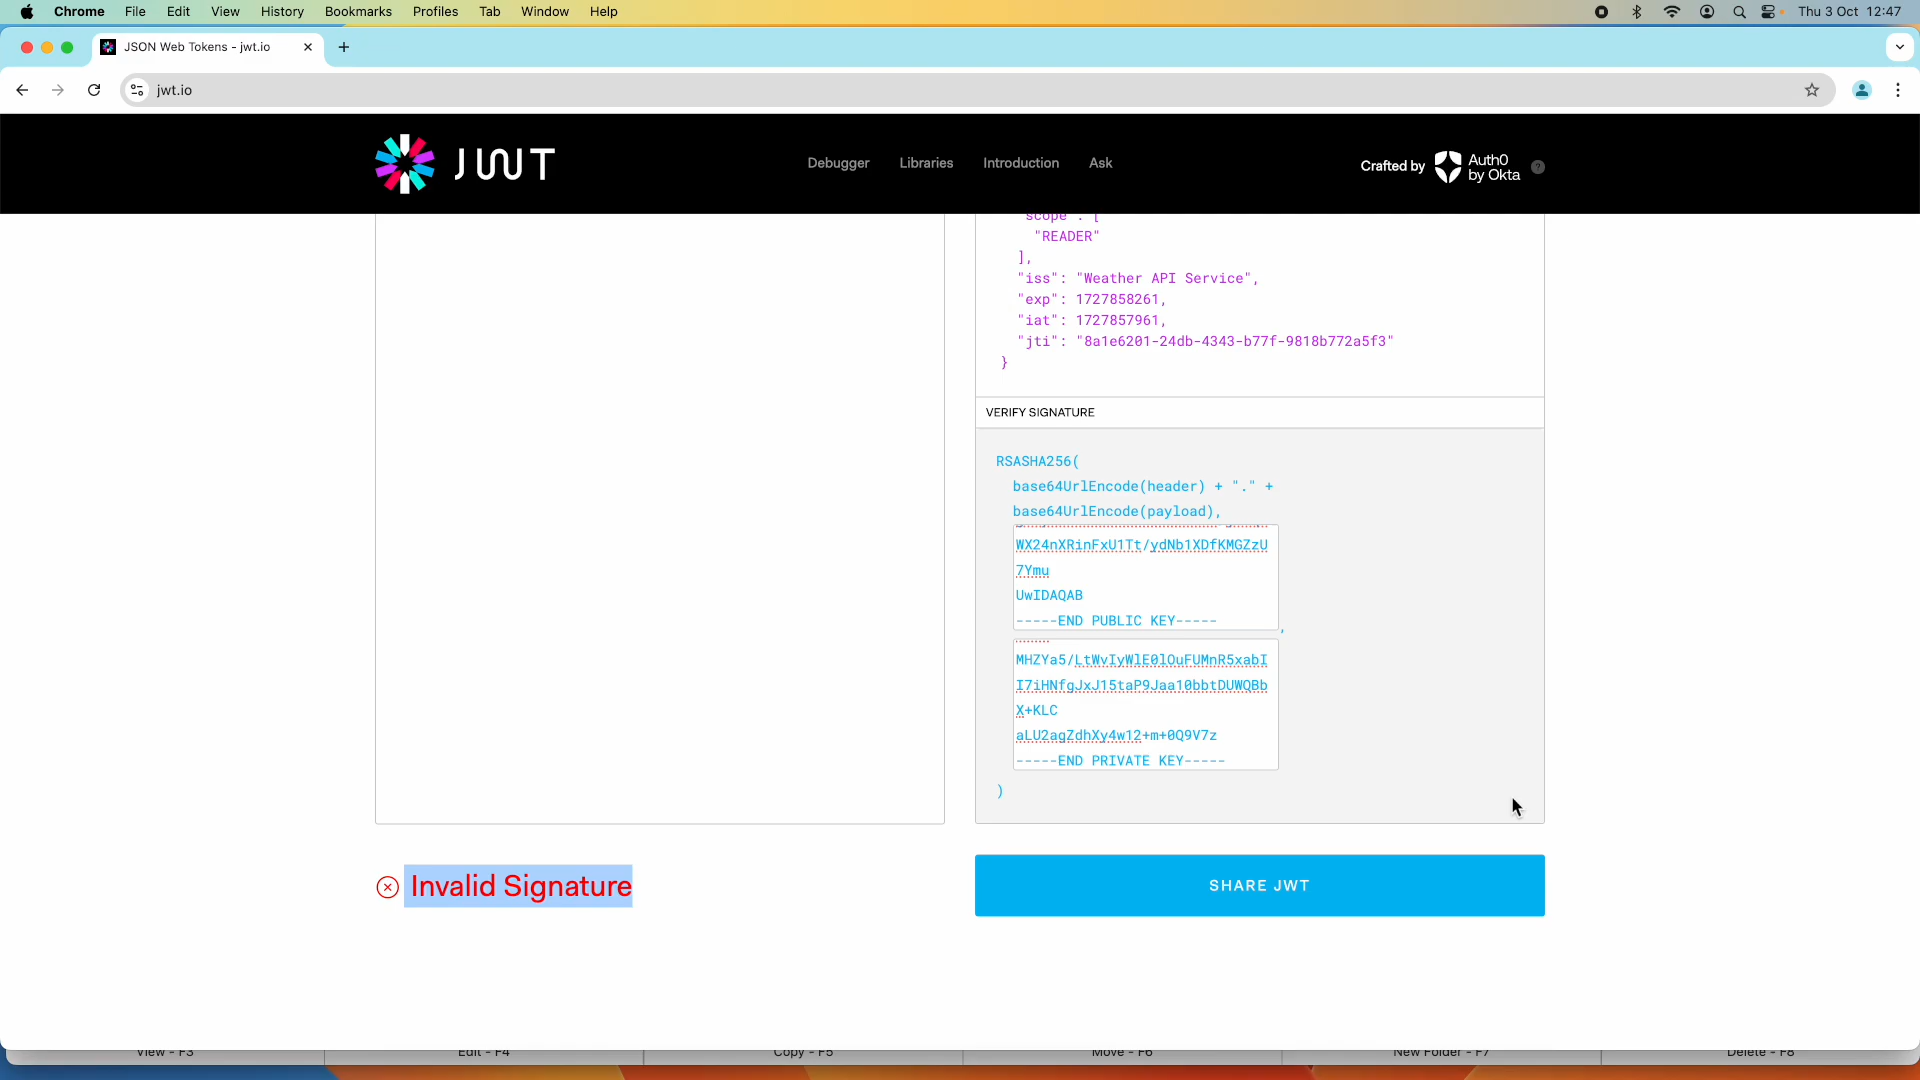 Chrome File Edit View History Bookmarks Profiles Tab Window Help Thu 3 Oct 12:47
JSON Web Tokens - jwt.io
jwt.io
JWT Debugger Libraries Introduction Ask Crafted by Auth0 by Okta ?
"scope": [
"READER"
],
"iss": "Weather API Service",
"exp": 1727858261,
"iat": 1727857961,
"jti": "8a1e6201-24db-4343-b77f-9818b772a5f3"
}
VERIFY SIGNATURE
RSASHA256(
base64UrlEncode(header) + "." +
base64UrlEncode(payload),
WX24nXRinFxU1Tt/ydNb1XDfKMGZzU
7Ymu
UwIDAQAB
-----END PUBLIC KEY-----
,
MHZYa5/LtWvIyWlE0lOuFUMnR5xabI
I7iHNfgJxJ15taP9Jaa10bbtDUWQBb
X+KLC
aLU2agZdhXy4w12+m+0Q9V7z
-----END PRIVATE KEY-----
)
Invalid Signature
SHARE JWT
View - F3 Edit - F4 Copy - F5 Move - F6 New Folder - F7 Delete - F8